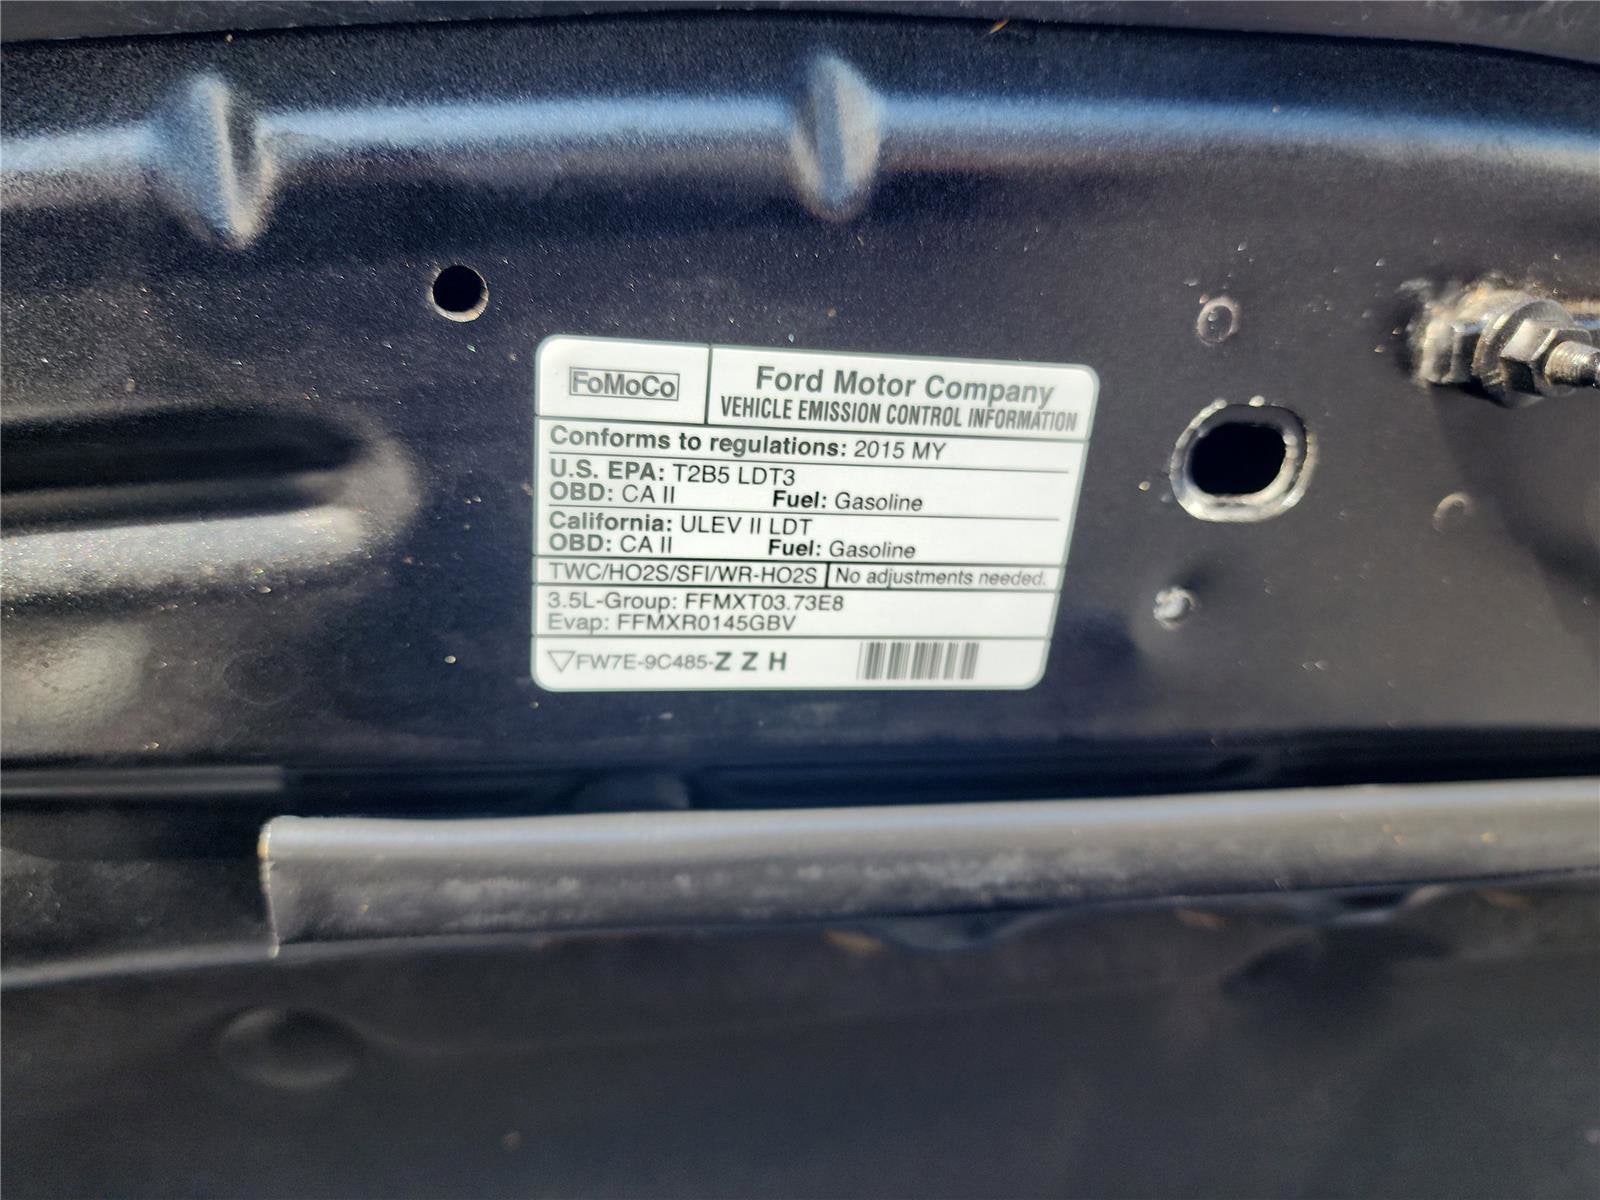 FoMoCo
Ford Motor Company
VEHICLE EMISSION CONTROL INFORMATION
Conforms to regulations: 2015 MY
U.S. EPA: T2B5 LDT3
OBD: CA II Fuel: Gasoline
California: ULEV II LDT
OBD: CA II Fuel: Gasoline
TWC/HO2S/SFI/WR-HO2S No adjustments needed.
3.5L-Group: FFMXT03.73E8
Evap: FFMXR0145GBV
FW7E-9C485-Z Z H